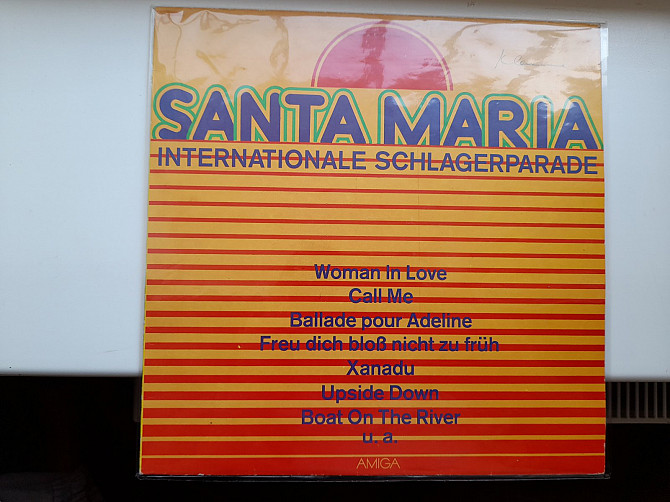 SANTA MARIA
INTERNATIONALE SCHLAGERPARADE
Woman In Love
Call Me
Ballade pour Adeline
Freu dich bloß nicht zu früh
Xanadu
Upside Down
Boat On The River
u. a.
AMIGA